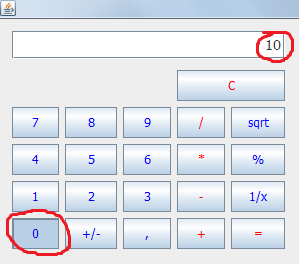 10
C
7 8 9 / sqrt
4 5 6 * %
1 2 3 - 1/x
0 +/- , + =